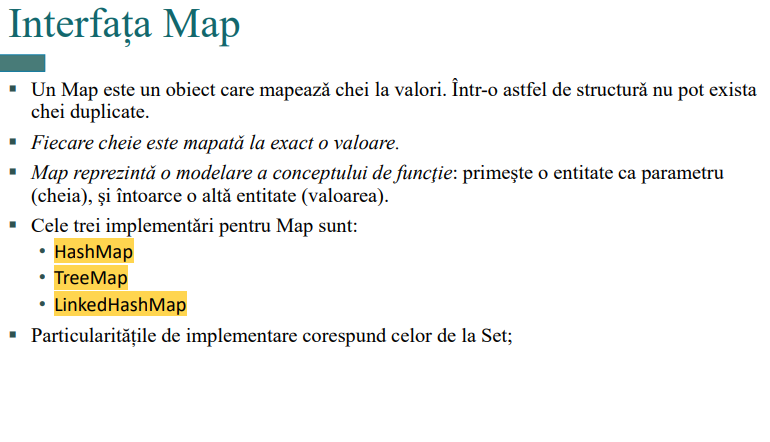 Interfața Map
▪ Un Map este un obiect care mapează chei la valori. Într-o astfel de structură nu pot exista
chei duplicate.
▪ Fiecare cheie este mapată la exact o valoare.
▪ Map reprezintă o modelare a conceptului de funcţie: primește o entitate ca parametru
(cheia), și întoarce o altă entitate (valoarea).
▪ Cele trei implementări pentru Map sunt:
• HashMap
• TreeMap
• LinkedHashMap
▪ Particularitățile de implementare corespund celor de la Set;